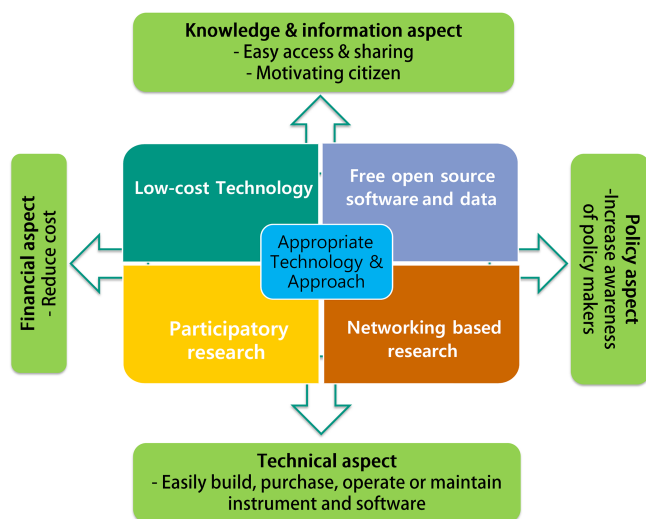 Knowledge & information aspect
- Easy access & sharing
- Motivating citizen
Low-cost Technology
Free open source
software and data
Financial aspect
- Reduce cost
Appropriate
Technology &
Approach
Policy aspect
-Increase awareness
of policy makers
Participatory
research
Networking based
research
Technical aspect
- Easily build, purchase, operate or maintain
instrument and software